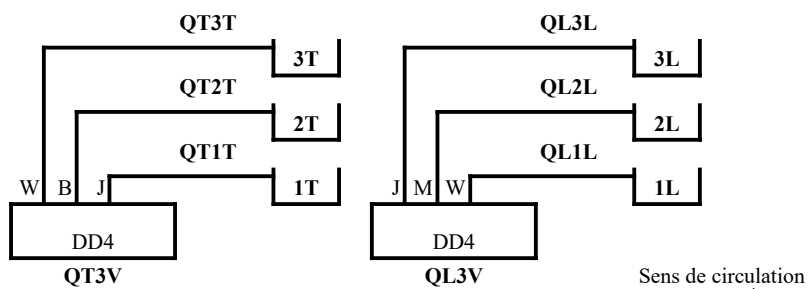 QT3T QL3L
3T 3L
QT2T QL2L
2T 2L
QT1T QL1L
W B J 1T J M W 1L
DD4 DD4
QT3V QL3V Sens de circulation